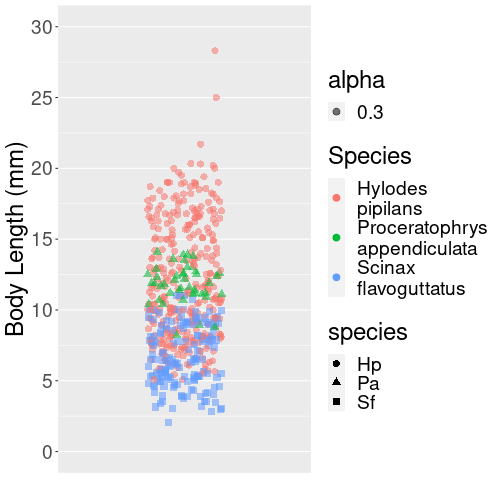 Body Length (mm)
30
25
20
15
10
5
0
alpha
0.3
Species
Hylodes
pipilans
Proceratophrys
appendiculata
Scinax
flavoguttatus
species
Hp
Pa
Sf